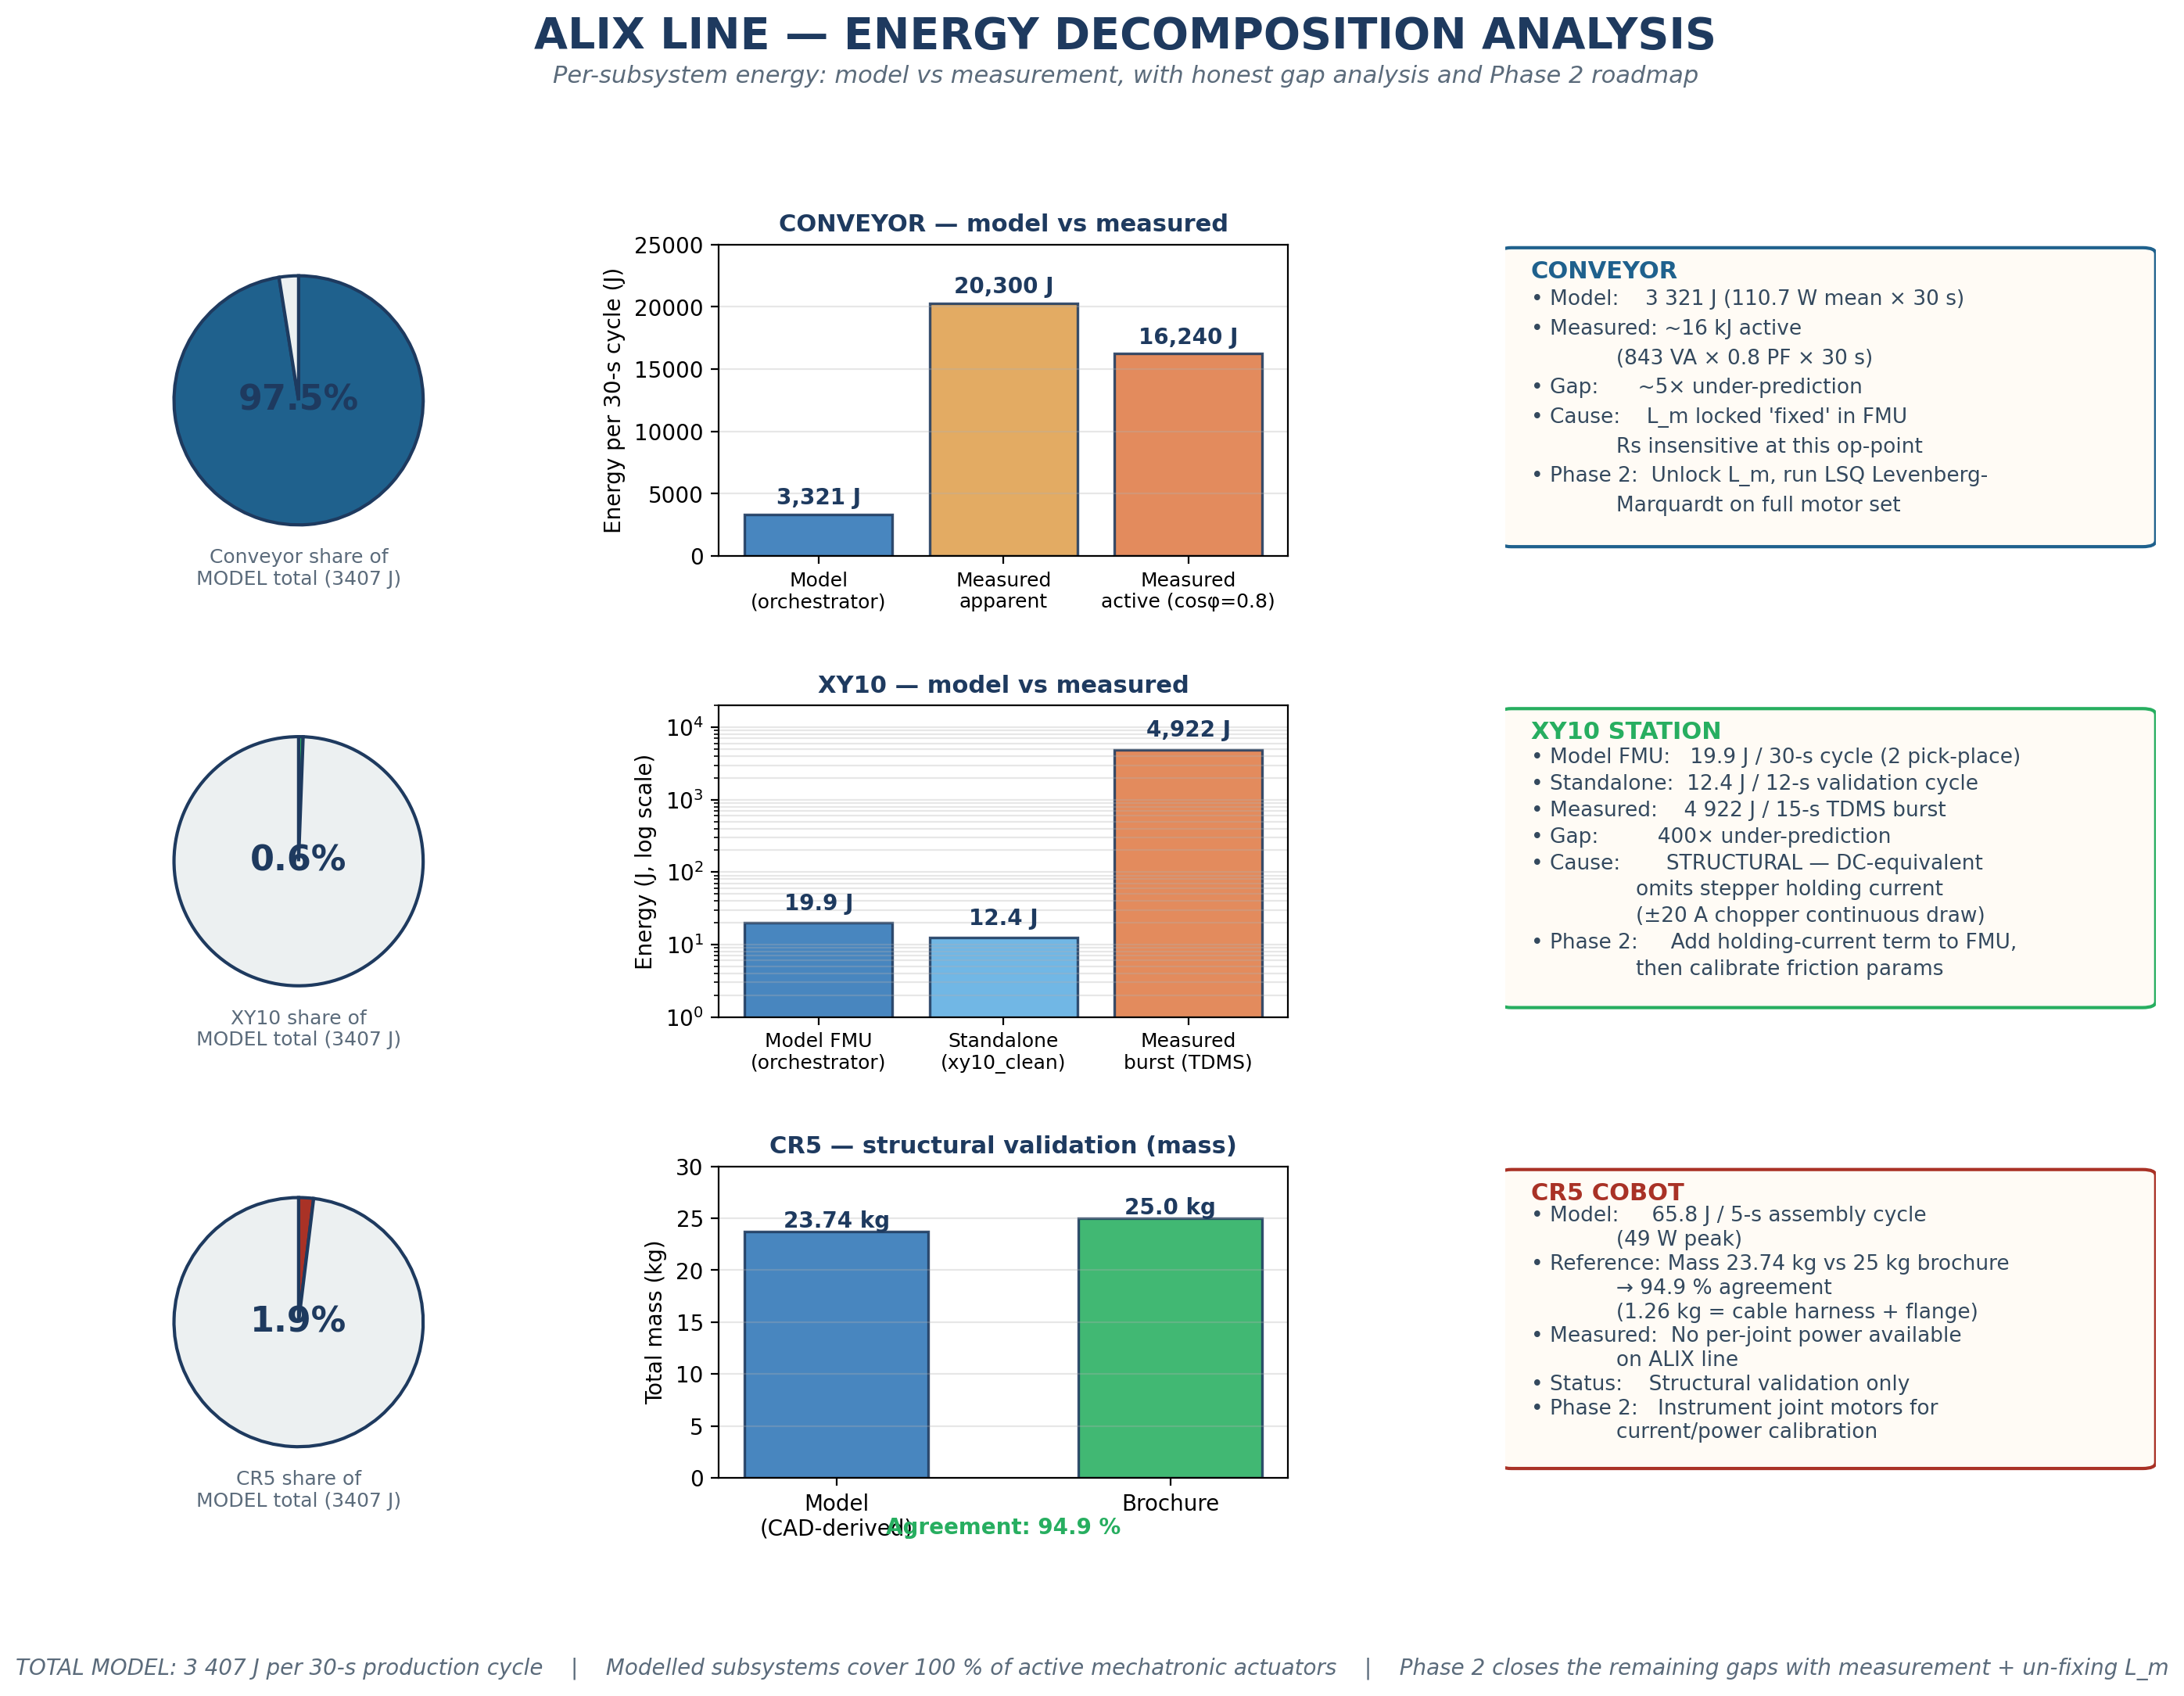 ALIX LINE — ENERGY DECOMPOSITION ANALYSIS
Per-subsystem energy: model vs measurement, with honest gap analysis and Phase 2 roadmap
97.5%
Conveyor share of
MODEL total (3407 J)
CONVEYOR — model vs measured
Energy per 30-s cycle (J)
25000
20000
15000
10000
5000
0
3,321 J
20,300 J
16,240 J
Model
(orchestrator)
Measured
apparent
Measured
active (cosφ=0.8)
CONVEYOR
• Model: 3 321 J (110.7 W mean × 30 s)
• Measured: ~16 kJ active
(843 VA × 0.8 PF × 30 s)
• Gap: ~5× under-prediction
• Cause: L_m locked 'fixed' in FMU
Rs insensitive at this op-point
• Phase 2: Unlock L_m, run LSQ Levenberg-
Marquardt on full motor set
0.6%
XY10 share of
MODEL total (3407 J)
XY10 — model vs measured
Energy (J, log scale)
10⁴
10³
10²
10¹
10⁰
19.9 J
12.4 J
4,922 J
Model FMU
(orchestrator)
Standalone
(xy10_clean)
Measured
burst (TDMS)
XY10 STATION
• Model FMU: 19.9 J / 30-s cycle (2 pick-place)
• Standalone: 12.4 J / 12-s validation cycle
• Measured: 4 922 J / 15-s TDMS burst
• Gap: 400× under-prediction
• Cause: STRUCTURAL — DC-equivalent
omits stepper holding current
(±20 A chopper continuous draw)
• Phase 2: Add holding-current term to FMU,
then calibrate friction params
1.9%
CR5 share of
MODEL total (3407 J)
CR5 — structural validation (mass)
Total mass (kg)
30
25
20
15
10
5
0
23.74 kg
25.0 kg
Model
(CAD-derived)
Brochure
Agreement: 94.9 %
CR5 COBOT
• Model: 65.8 J / 5-s assembly cycle
(49 W peak)
• Reference: Mass 23.74 kg vs 25 kg brochure
→ 94.9 % agreement
(1.26 kg = cable harness + flange)
• Measured: No per-joint power available
on ALIX line
• Status: Structural validation only
• Phase 2: Instrument joint motors for
current/power calibration
TOTAL MODEL: 3 407 J per 30-s production cycle | Modelled subsystems cover 100 % of active mechatronic actuators | Phase 2 closes the remaining gaps with measurement + un-fixing L_m